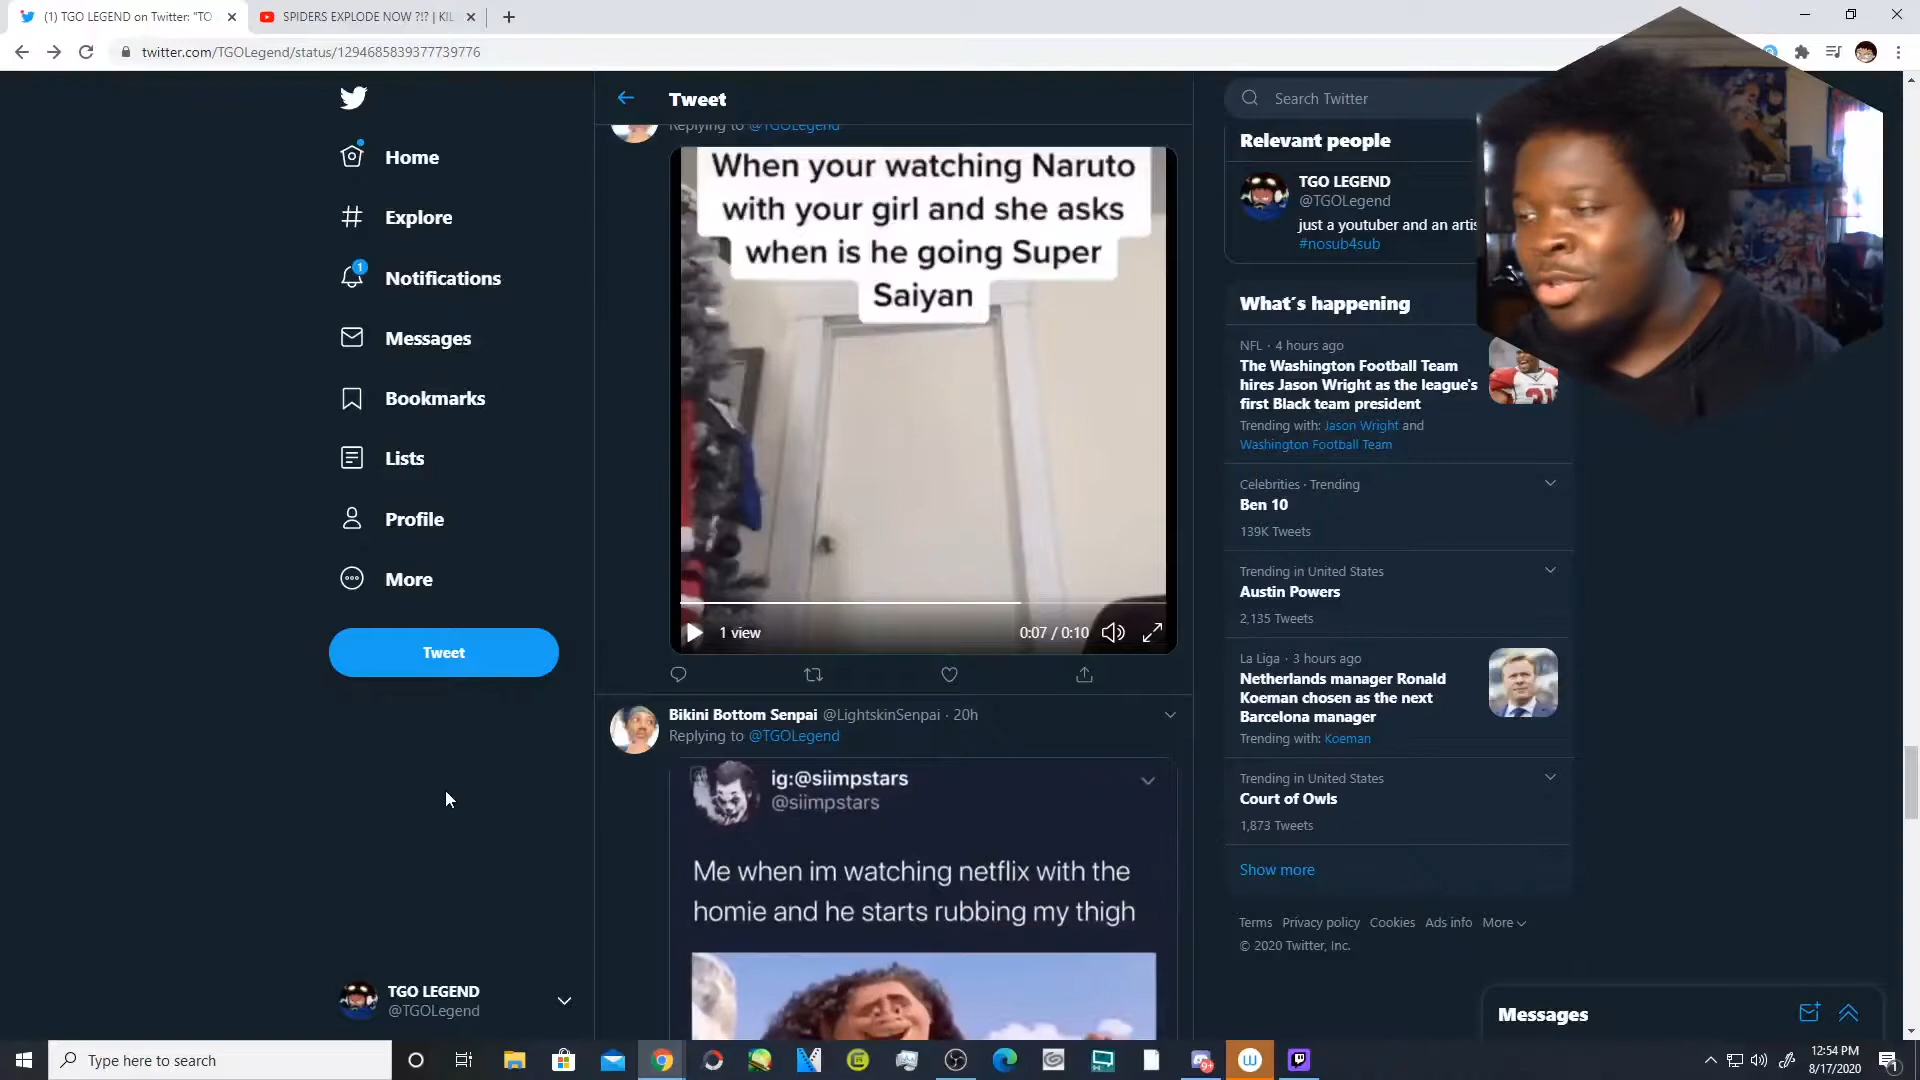 (1) TGO LEGEND on Twitter: "TO
SPIDERS EXPLODE NOW ?!? | KIL
twitter.com/TGOLegend/status/1294685839377739776
Home
Explore
1
Notifications
Messages
Bookmarks
Lists
Profile
More
Tweet
TGO LEGEND
@TGOLegend
Tweet
Replying to @TGOLegend
When your watching Naruto
with your girl and she asks
when is he going Super
Saiyan
1 view
0:07 / 0:10
Bikini Bottom Senpai @LightskinSenpai · 20h
Replying to @TGOLegend
ig:@siimpstars
@siimpstars
Me when im watching netflix with the
homie and he starts rubbing my thigh
Search Twitter
Relevant people
TGO LEGEND
@TGOLegend
just a youtuber and an artis
#nosub4sub
What's happening
NFL · 4 hours ago
The Washington Football Team
hires Jason Wright as the league's
first Black team president
Trending with: Jason Wright and
Washington Football Team
Celebrities · Trending
Ben 10
139K Tweets
Trending in United States
Austin Powers
2,135 Tweets
La Liga · 3 hours ago
Netherlands manager Ronald
Koeman chosen as the next
Barcelona manager
Trending with: Koeman
Trending in United States
Court of Owls
1,873 Tweets
Show more
Terms Privacy policy Cookies Ads info More
© 2020 Twitter, Inc.
Messages
Type here to search
12:54 PM
8/17/2020